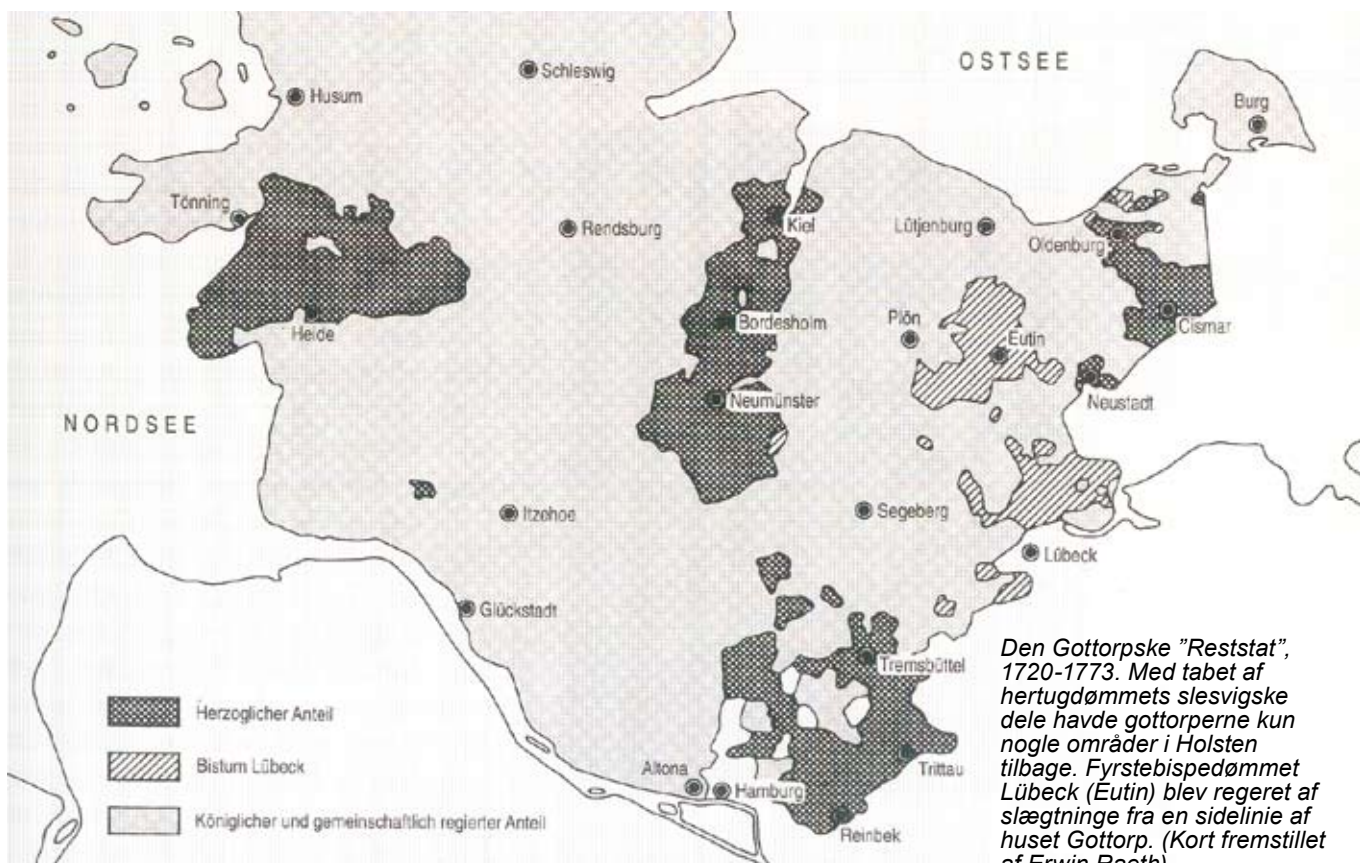 OSTSEE
Schleswig
Husum
Burg
Tönning
Rendsburg
Kiel
Lütjenburg
Oldenburg
Heide
Bordesholm
Plön
Eutin
Cismar
Neumünster
Neustadt
NORDSEE
Itzehoe
Segeberg
Lübeck
Glückstadt
Tremsbüttel
Trittau
Altona
Hamburg
Reinbek
Herzoglicher Anteil
Bistum Lübeck
Königlicher und gemeinschaftlich regierter Anteil
Den Gottorpske ”Reststat”,
1720-1773. Med tabet af
hertugdømmets slesvigske
dele havde gottorperne kun
nogle områder i Holsten
tilbage. Fyrstebispedømmet
Lübeck (Eutin) blev regeret af
slægtninge fra en sidelinie af
huset Gottorp. (Kort fremstillet
af Erwin